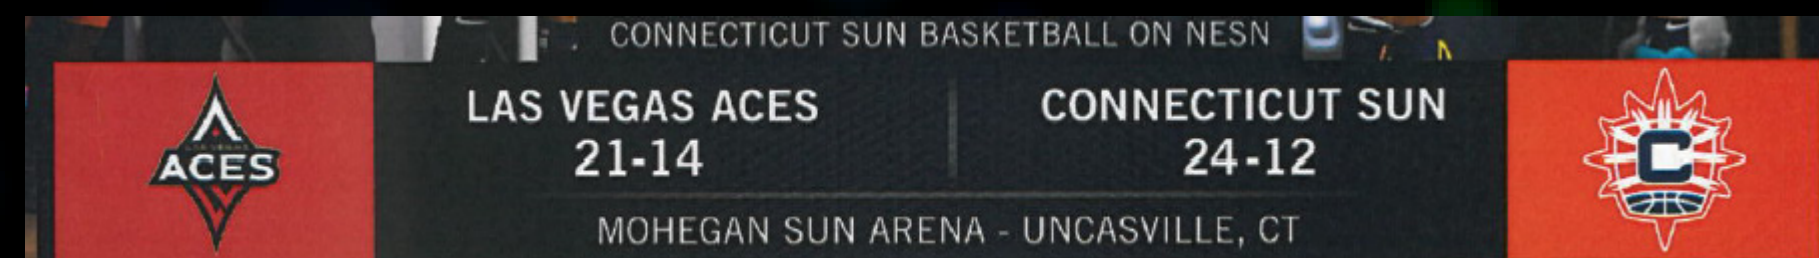 CONNECTICUT SUN BASKETBALL ON NESN
LAS VEGAS ACES
21-14
CONNECTICUT SUN
24-12
MOHEGAN SUN ARENA - UNCASVILLE, CT
ACES
C